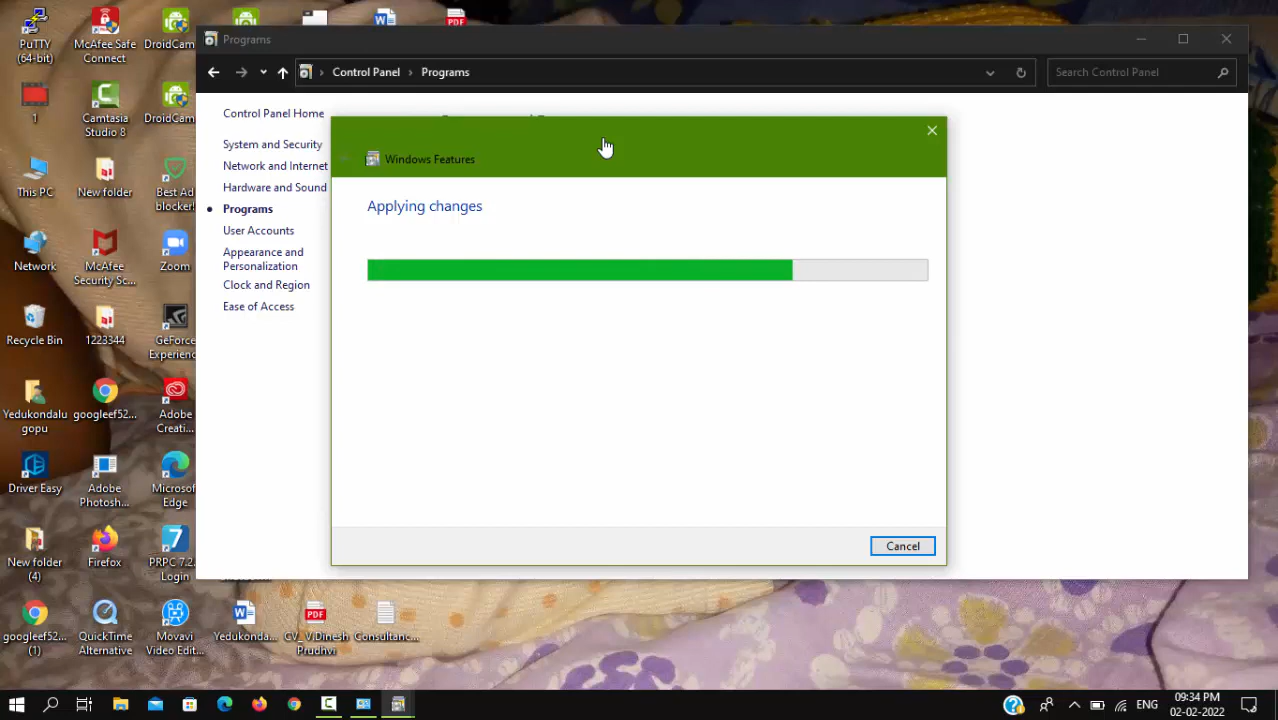 PuTTY
(64-bit)
McAfee Safe
Connect
DroidCam
This PC
1
Camtasia
Studio 8
DroidCam
New folder
Best Ad
blocker!
Network
McAfee
Security Sc...
Zoom
Recycle Bin
1223344
GeForce
Experienc
Yedukondalu
gopu
googleef52...
Adobe
Creati...
Driver Easy
Adobe
Photosh...
Microsof
Edge
New folder
(4)
Firefox
PRPC 7.2.
Login
googleef52...
(1)
QuickTime
Alternative
Movavi
Video Edit...
Yedukonda...
PDF
CV_ V.Dinesh
Prudhvi
Consultanc...
PDF
Programs
Control Panel
Programs
Search Control Panel
Control Panel Home
System and Security
Network and Internet
Hardware and Sound
Programs
User Accounts
Appearance and
Personalization
Clock and Region
Ease of Access
Windows Features
Applying changes
Cancel
ENG
09:34 PM
02-02-2022